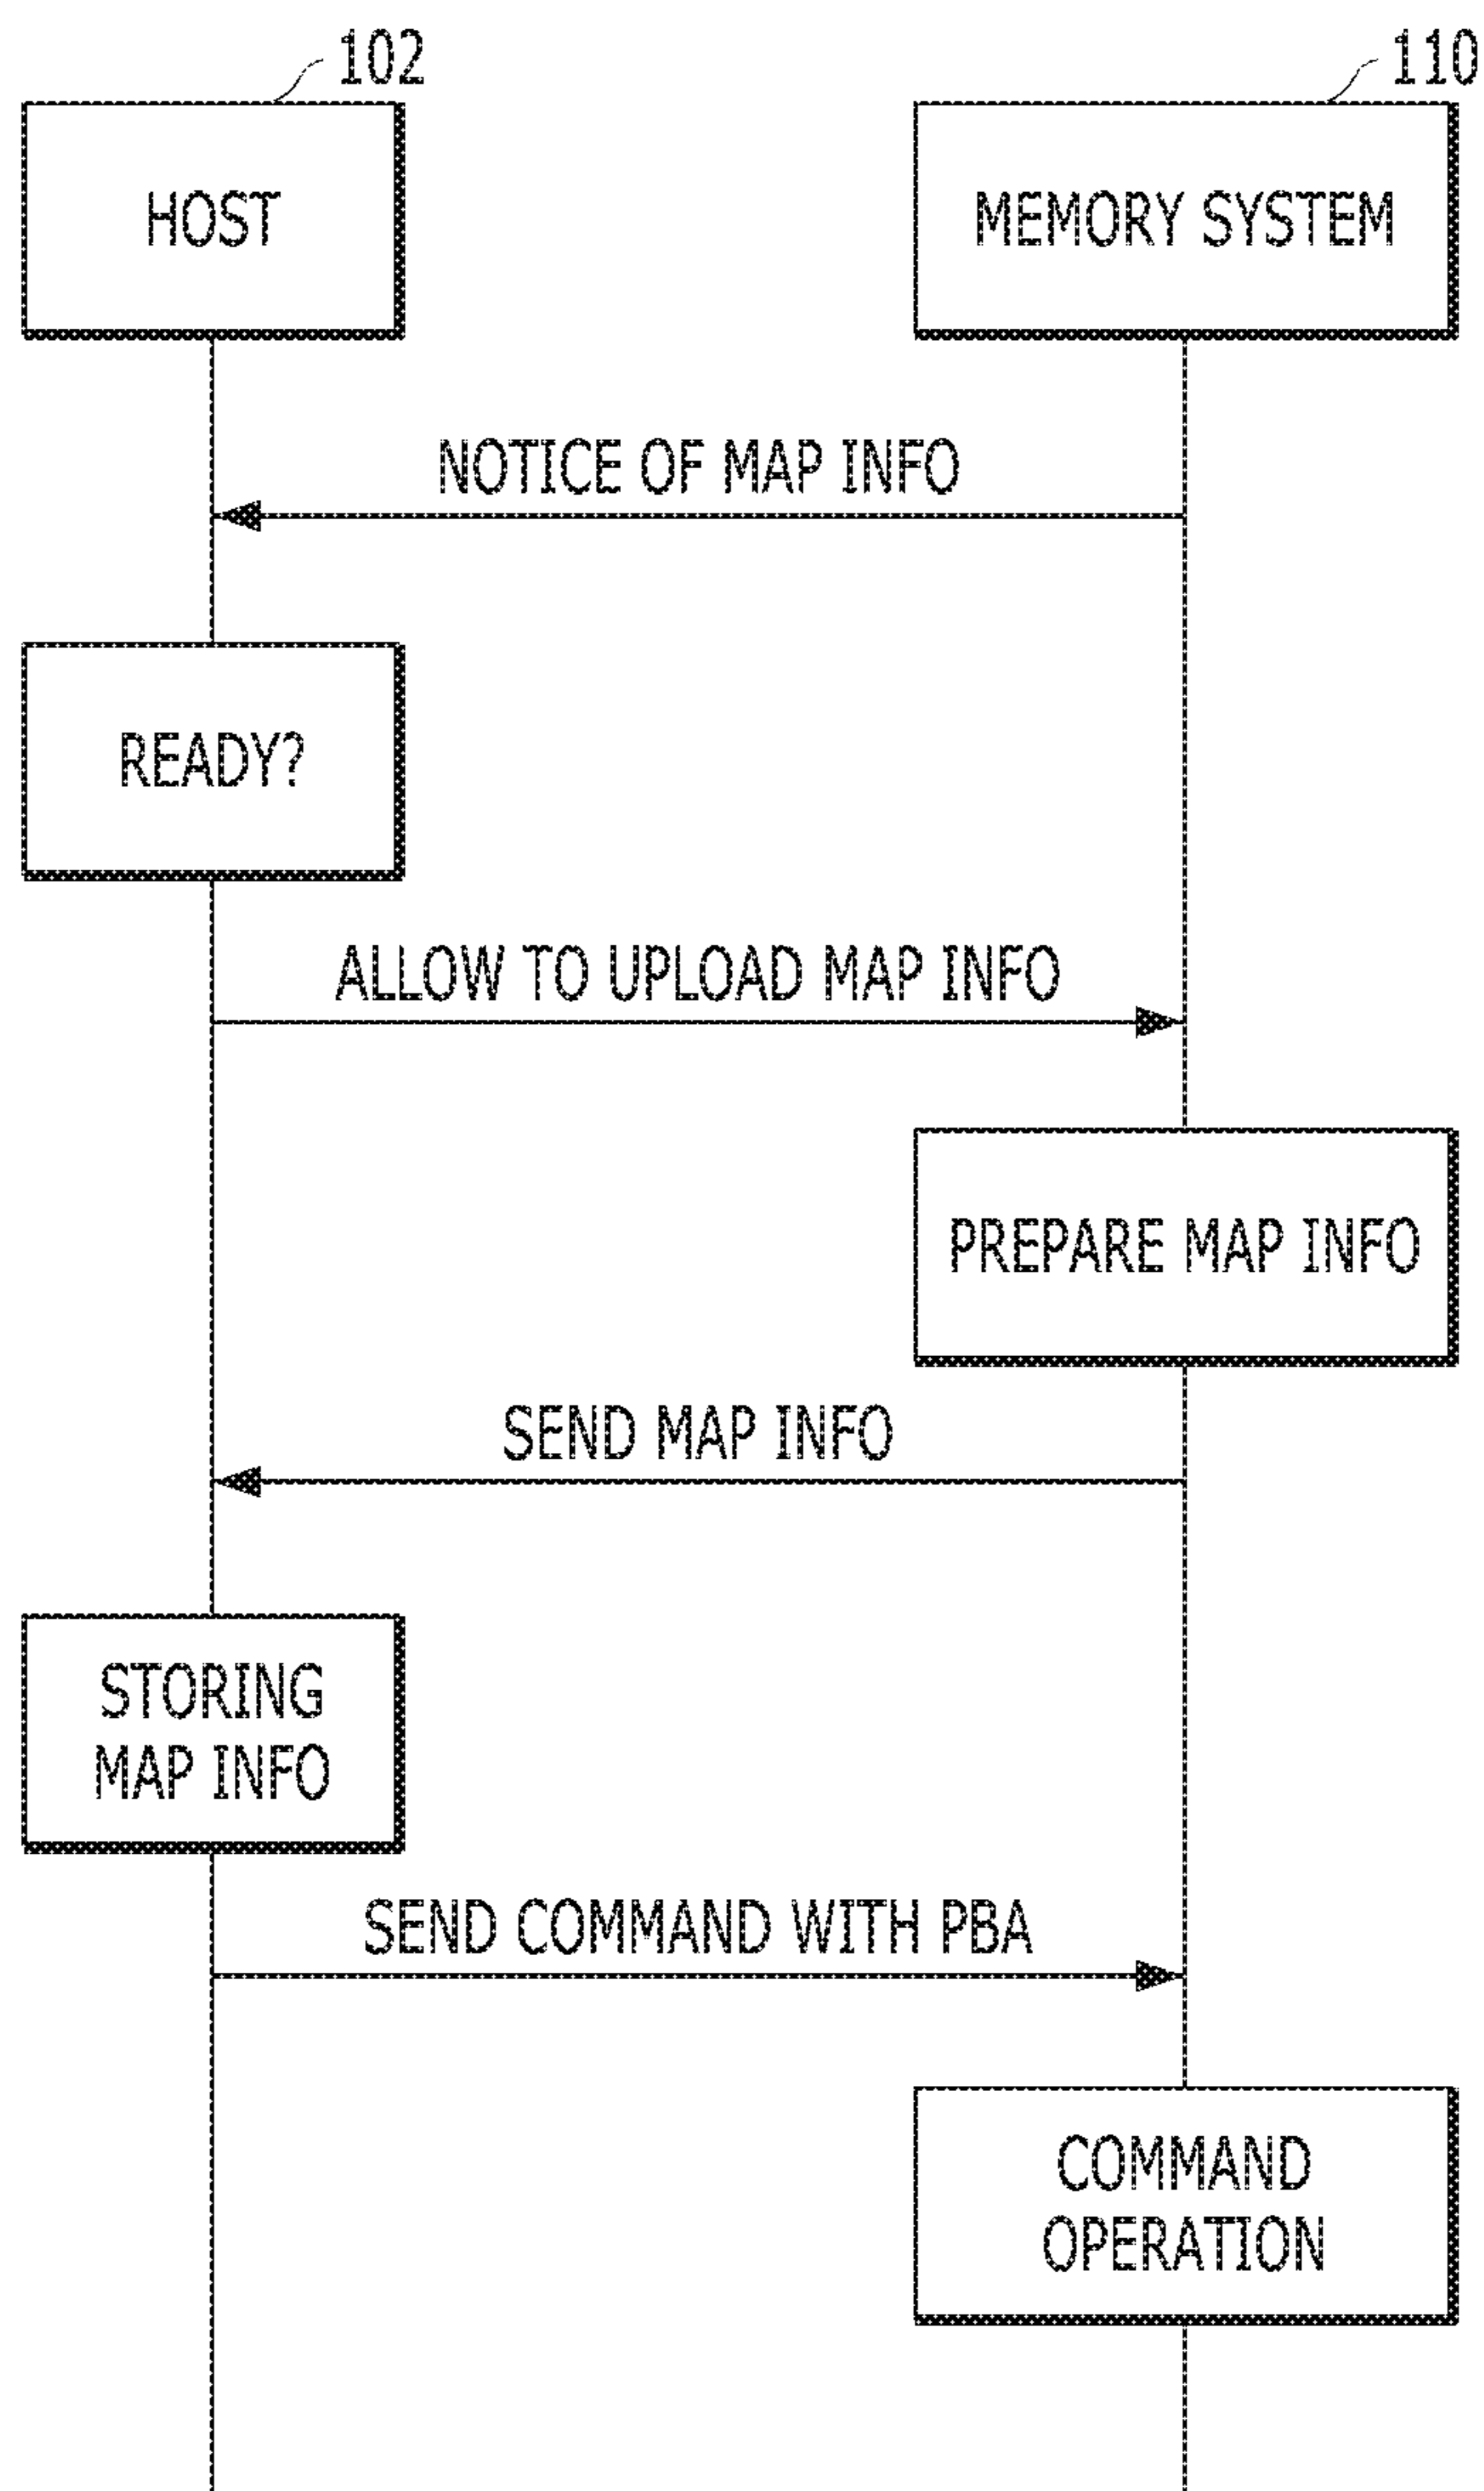 102
110
HOST
MEMORY SYSTEM
NOTICE OF MAP INFO
READY?
ALLOW TO UPLOAD MAP INFO
PREPARE MAP INFO
SEND MAP INFO
STORING
MAP INFO
SEND COMMAND WITH PBA
COMMAND
OPERATION